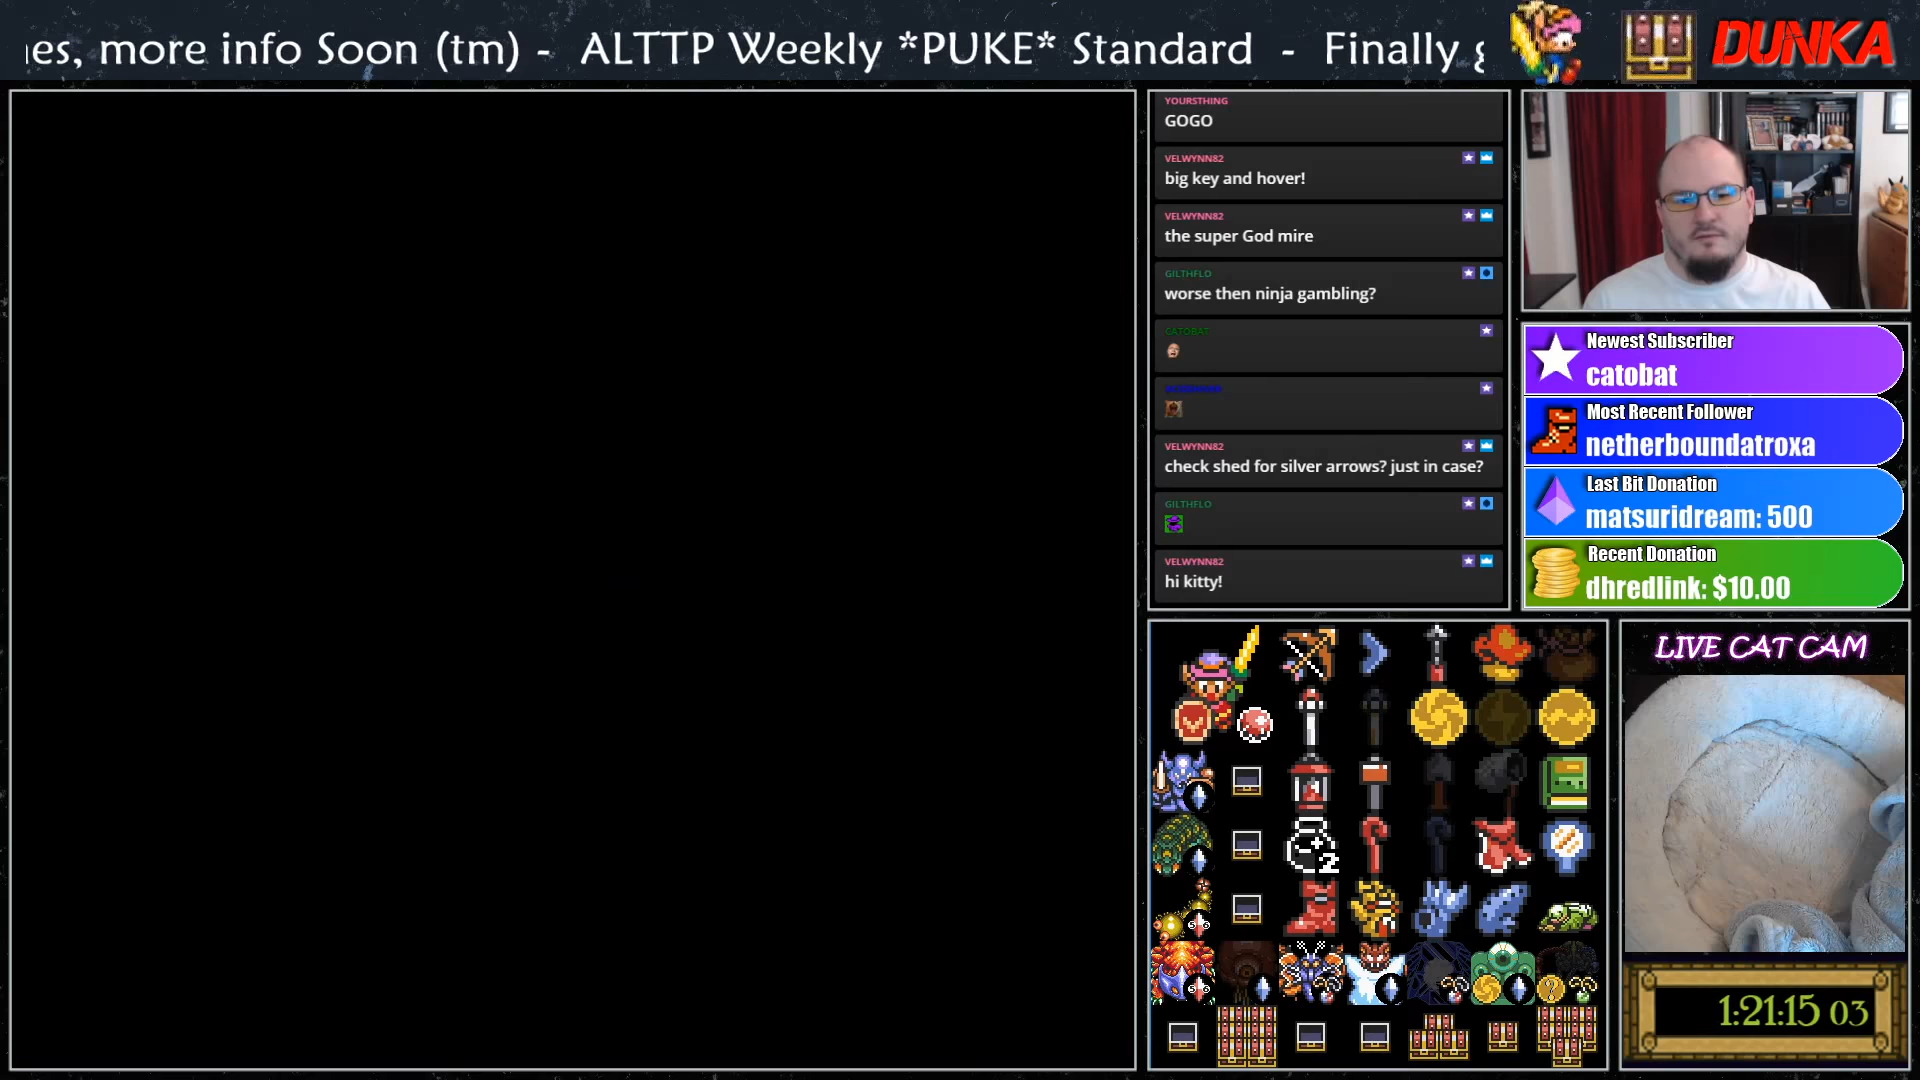 es, more info Soon (tm) - ALTTP Weekly *PUKE* Standard - Finally g
DUNKA
YOURSTHING
GOGO
VELWYNN82
big key and hover!
VELWYNN82
the super God mire
GILTHFLO
worse then ninja gambling?
CATOBAT
VELWYNN82
check shed for silver arrows? just in case?
GILTHFLO
VELWYNN82
hi kitty!
Newest Subscriber
catobat
Most Recent Follower
netherboundatroxa
Last Bit Donation
matsuridream: 500
Recent Donation
dhredlink: $10.00
2
LIVE CAT CAM
1:21:15 03